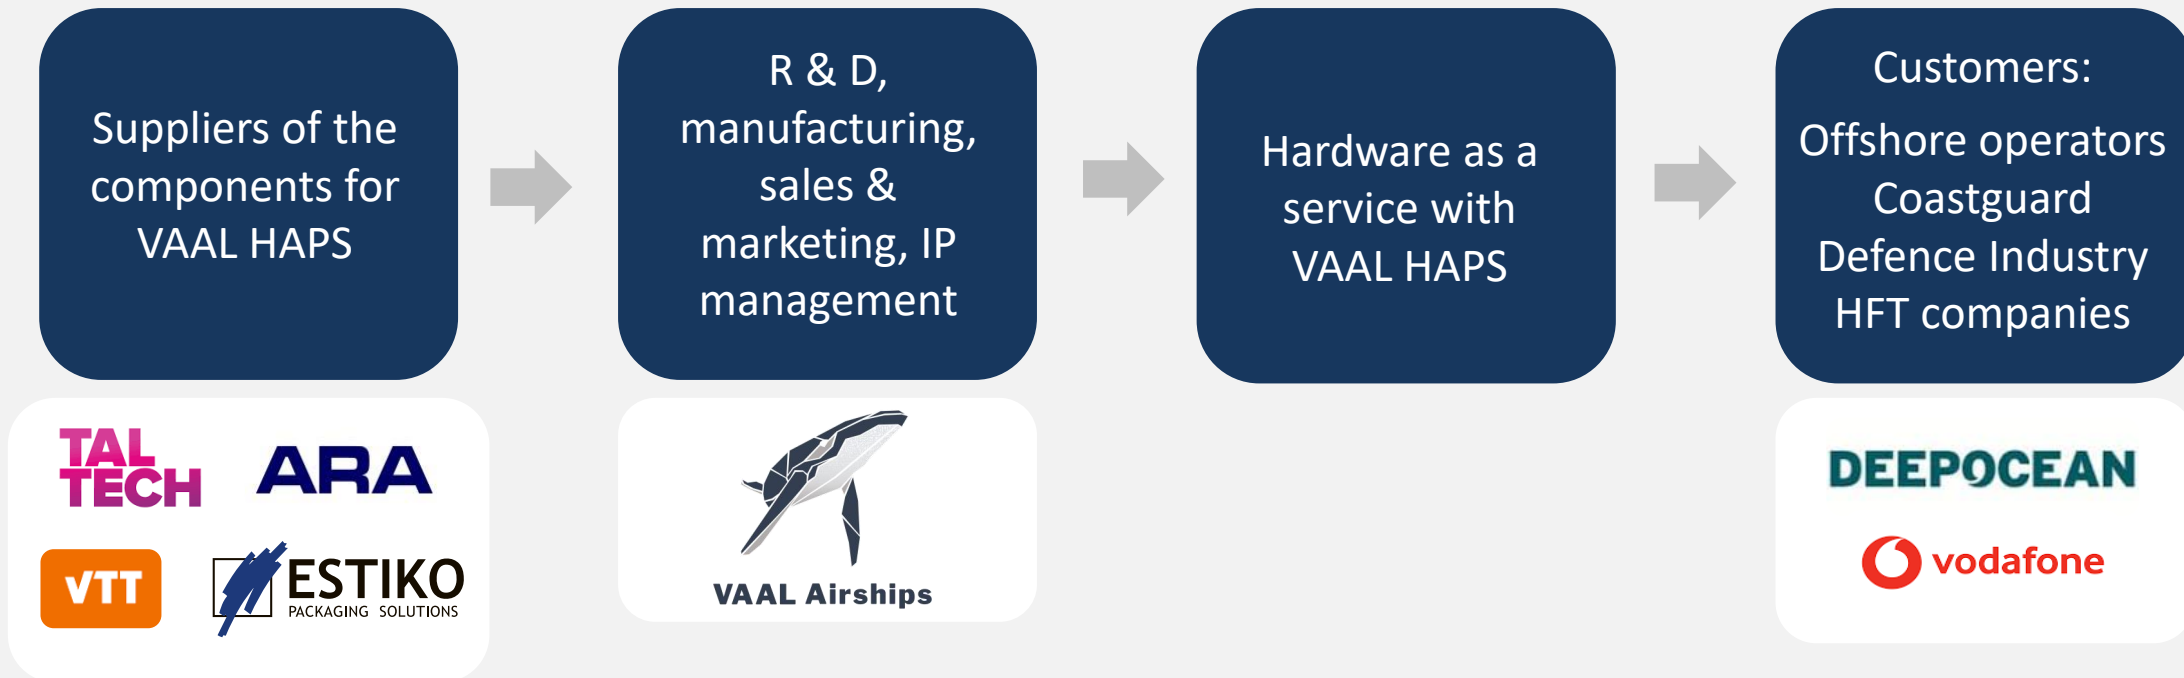 Suppliers of the
components for
VAAL HAPS
R & D,
manufacturing,
sales &
marketing, IP
management
Hardware as a
service with
VAAL HAPS
Customers:
Offshore operators
Coastguard
Defence Industry
HFT companies
TAL
TECH
ARA
VTT
ESTIKO
PACKAGING SOLUTIONS
VAAL Airships
DEEPOCEAN
vodafone